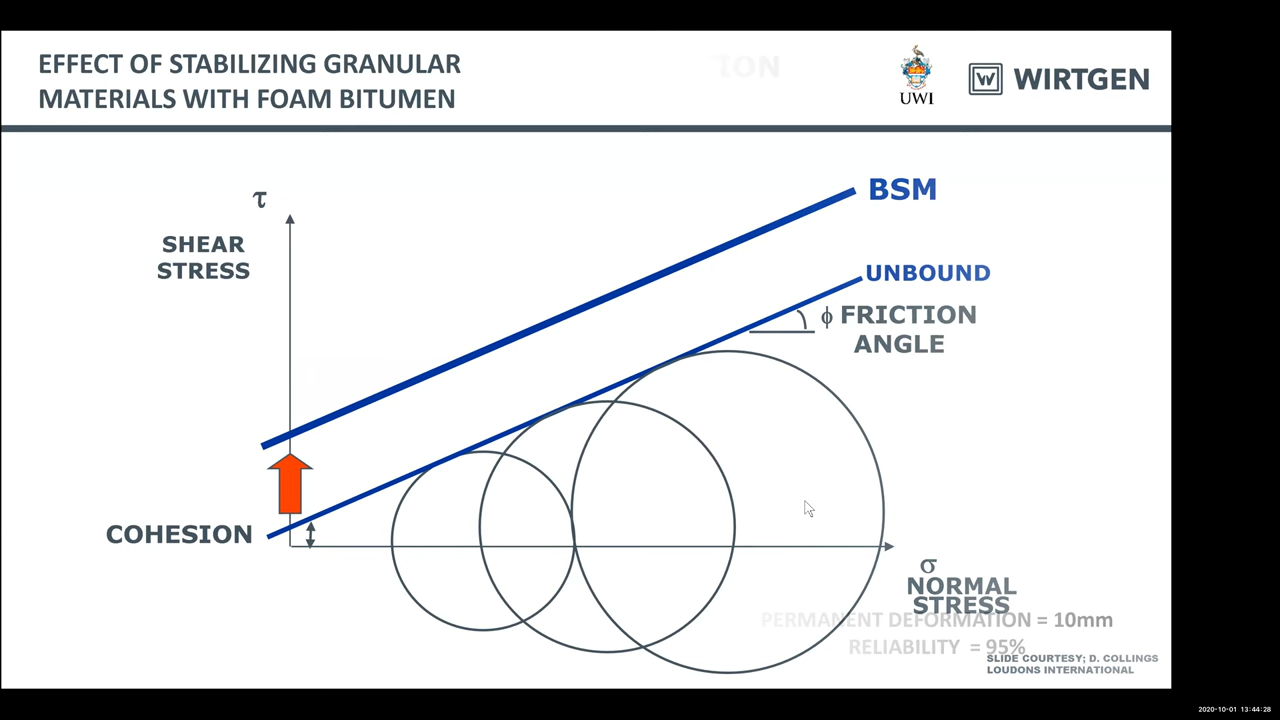 EFFECT OF STABILIZING GRANULAR
MATERIALS WITH FOAM BITUMEN
UWI
W WIRTGEN
τ
SHEAR
STRESS
BSM
UNBOUND
ϕ FRICTION
ANGLE
COHESION
σ
NORMAL
STRESS
PERMANENT DEFORMATION = 10mm
RELIABILITY = 95%
SLIDE COURTESY; D. COLLINGS
LOUDONS INTERNATIONAL
2020-10-01 13:44:28